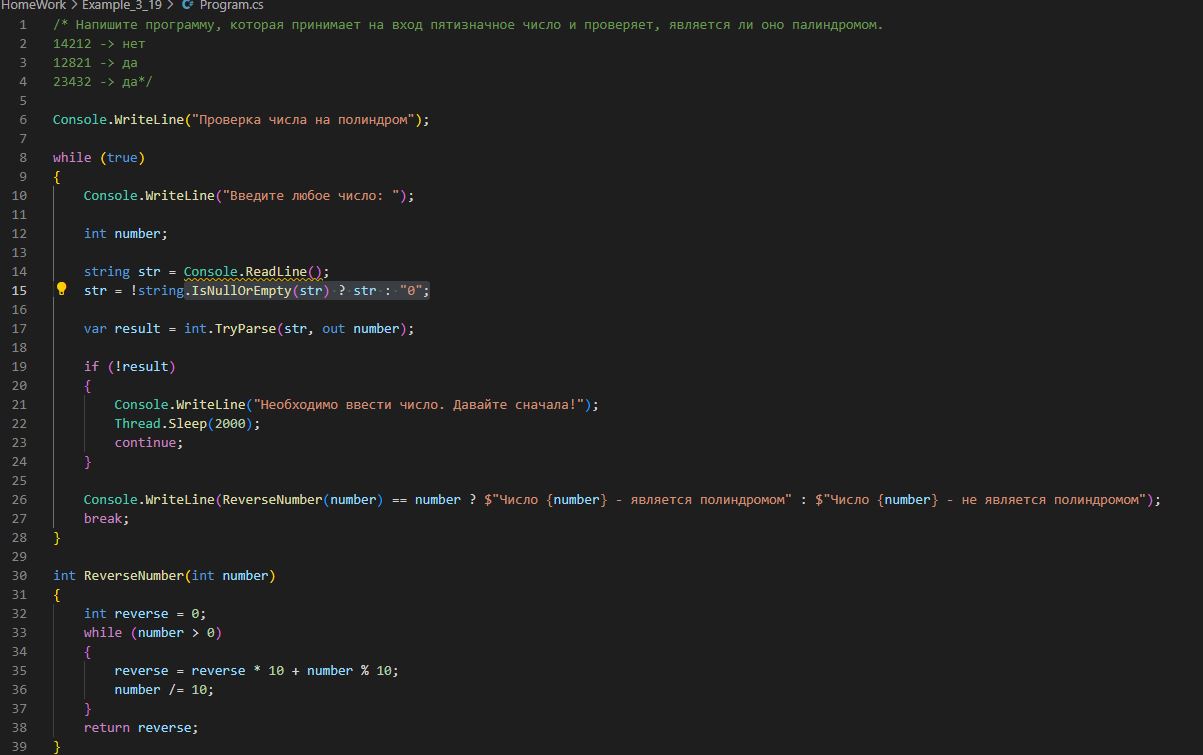 HomeWork > Example_3_19 > C# Program.cs
1 /* Напишите программу, которая принимает на вход пятизначное число и проверяет, является ли оно палиндромом.
2 14212 -> нет
3 12821 -> да
4 23432 -> да*/
5
6 Console.WriteLine("Проверка числа на полиндром");
7
8 while (true)
9 {
10 Console.WriteLine("Введите любое число: ");
11
12 int number;
13
14 string str = Console.ReadLine();
15 str = !string.IsNullOrEmpty(str) ? str : "0";
16
17 var result = int.TryParse(str, out number);
18
19 if (!result)
20 {
21 Console.WriteLine("Необходимо ввести число. Давайте сначала!");
22 Thread.Sleep(2000);
23 continue;
24 }
25
26 Console.WriteLine(ReverseNumber(number) == number ? $"Число {number} - является полиндромом" : $"Число {number} - не является полиндромом");
27 break;
28 }
29
30 int ReverseNumber(int number)
31 {
32 int reverse = 0;
33 while (number > 0)
34 {
35 reverse = reverse * 10 + number % 10;
36 number /= 10;
37 }
38 return reverse;
39 }